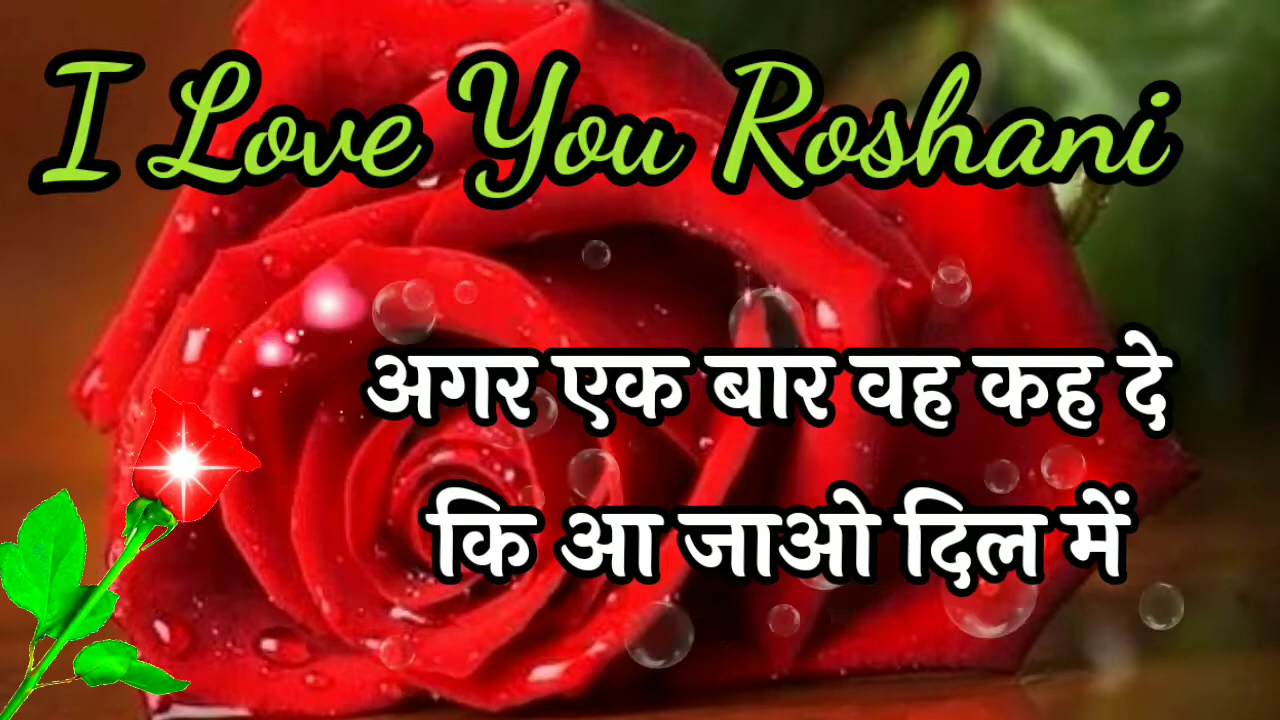 I Love You Roshani
अगर एक बार वह कह दे
कि आ जाओ दिल में